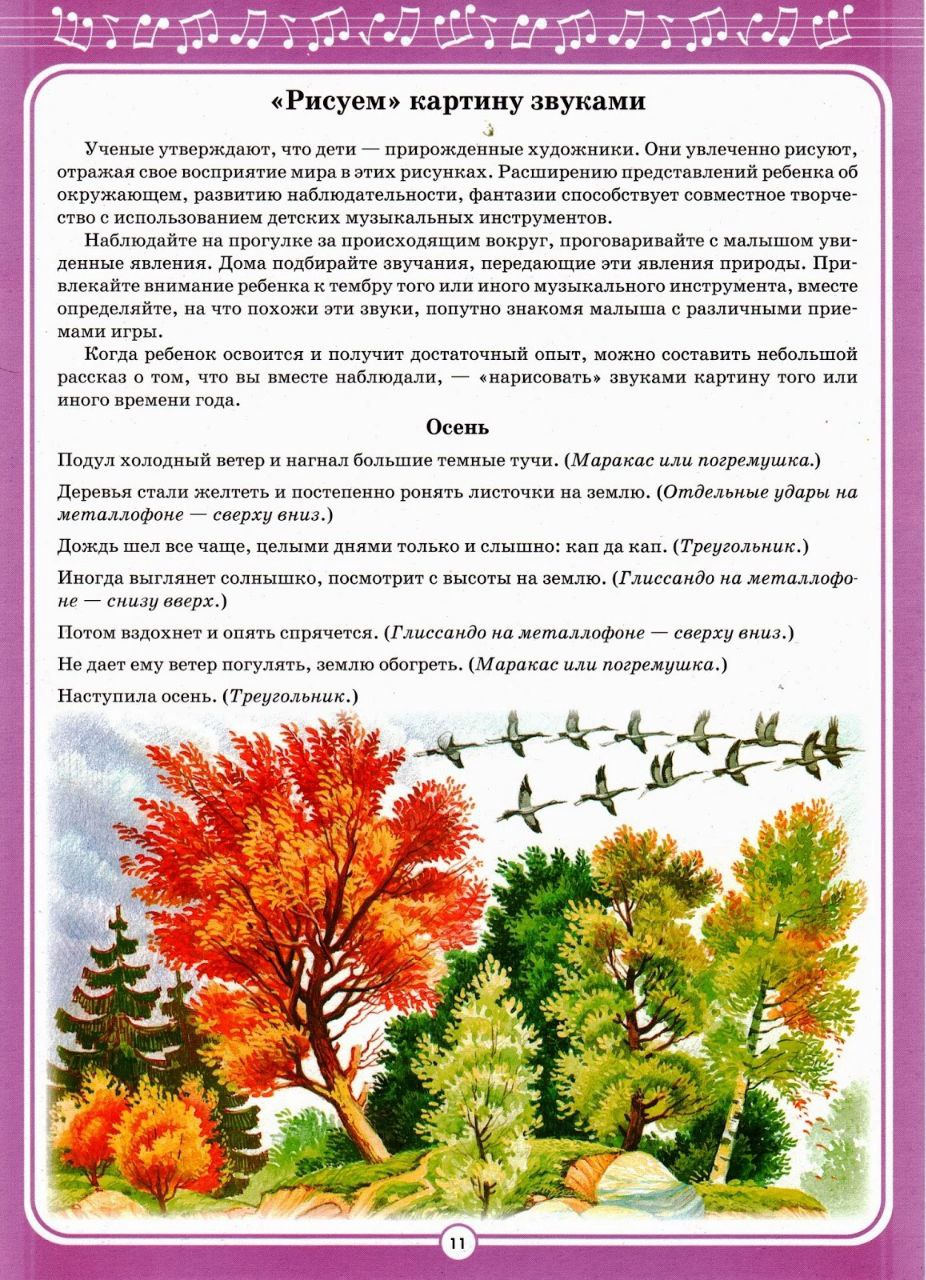 «Рисуем» картину звуками
Ученые утверждают, что дети — прирожденные художники. Они увлеченно рисуют,
отражая свое восприятие мира в этих рисунках. Расширению представлений ребенка об
окружающем, развитию наблюдательности, фантазии способствует совместное творче-
ство с использованием детских музыкальных инструментов.
Наблюдайте на прогулке за происходящим вокруг, проговаривайте с малышом уви-
денные явления. Дома подбирайте звучания, передающие эти явления природы. При-
влекайте внимание ребенка к тембру того или иного музыкального инструмента, вместе
определяйте, на что похожи эти звуки, попутно знакомя малыша с различными прие-
мами игры.
Когда ребенок освоится и получит достаточный опыт, можно составить небольшой
рассказ о том, что вы вместе наблюдали, — «нарисовать» звуками картину того или
иного времени года.
Осень
Подул холодный ветер и нагнал большие темные тучи. (Маракас или погремушка.)
Деревья стали желтеть и постепенно ронять листочки на землю. (Отдельные удары на
металлофоне — сверху вниз.)
Дождь шел все чаще, целыми днями только и слышно: кап да кап. (Треугольник.)
Иногда выглянет солнышко, посмотрит с высоты на землю. (Глиссандо на металлофо-
не — снизу вверх.)
Потом вздохнет и опять спрячется. (Глиссандо на металлофоне — сверху вниз.)
Не дает ему ветер погулять, землю обогреть. (Маракас или погремушка.)
Наступила осень. (Треугольник.)
11